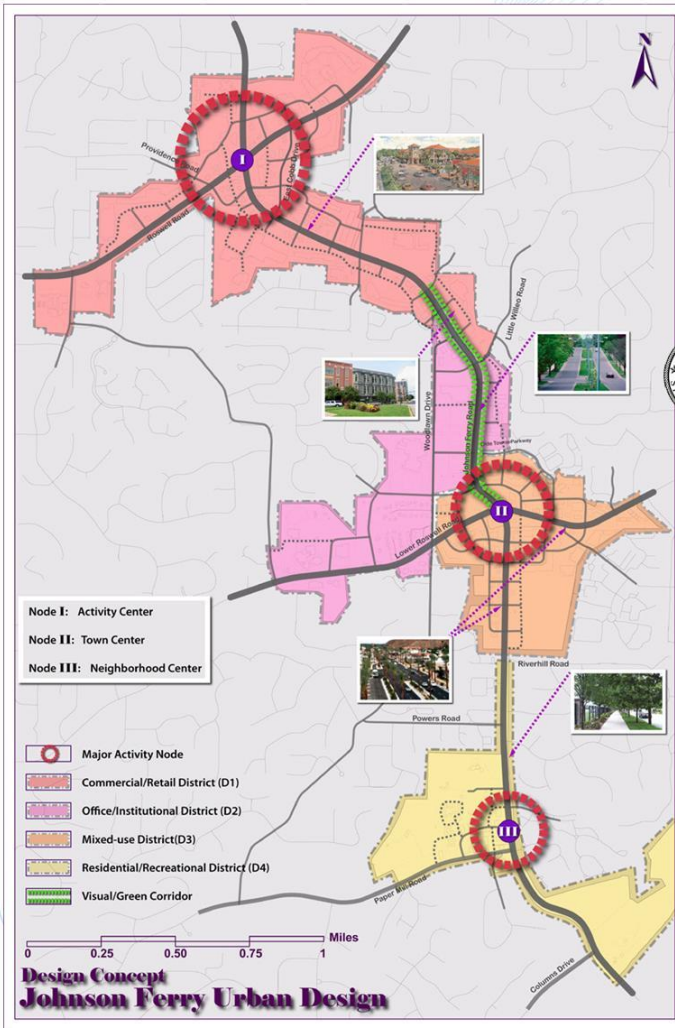 N
Providence Road
I
Cobb Drive
Roswell Road
Little Willeo Road
Woodlawn Drive
Johnson Ferry Road
Olde Towne Parkway
II
Lower Roswell Road
Node I: Activity Center
Node II: Town Center
Node III: Neighborhood Center
Riverhill Road
Powers Road
III
Paper Mill Road
Columns Drive
Major Activity Node
Commercial/Retail District (D1)
Office/Institutional District (D2)
Mixed-use District(D3)
Residential/Recreational District (D4)
Visual/Green Corridor
Miles
0 0.25 0.50 0.75 1
Design Concept
Johnson Ferry Urban Design